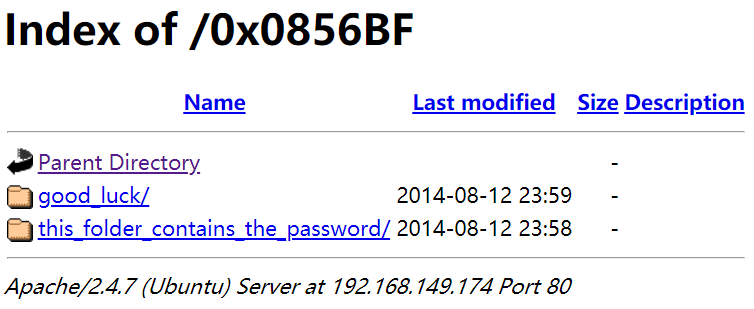 Index of /0x0856BF
Name Last modified Size Description
Parent Directory -
good_luck/ 2014-08-12 23:59 -
this_folder_contains_the_password/ 2014-08-12 23:58 -
Apache/2.4.7 (Ubuntu) Server at 192.168.149.174 Port 80